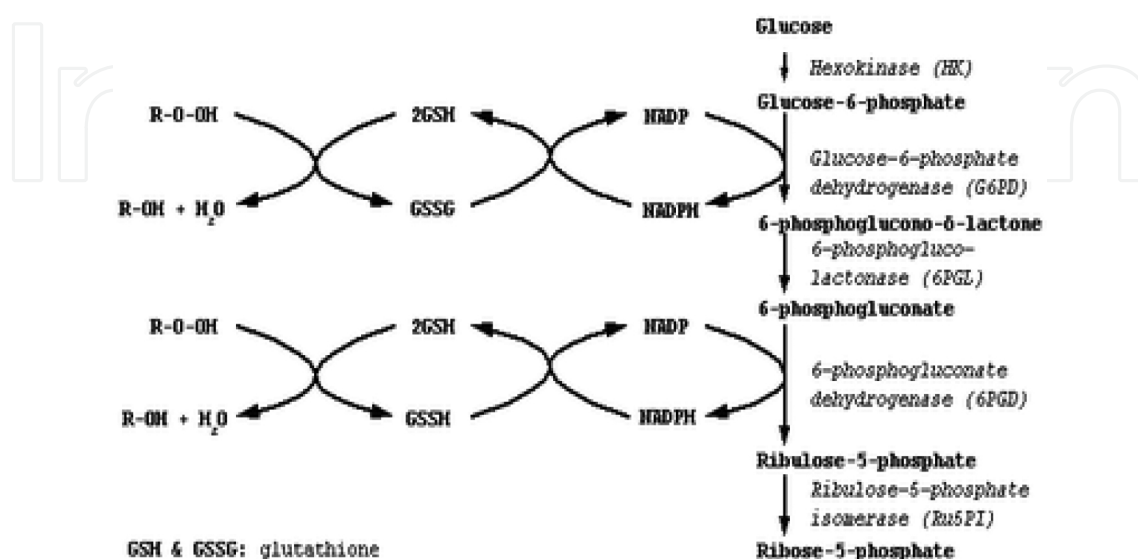 Glucose
Hexokinase (HK)
Glucose-6-phosphate
R-O-OH 2GSH NADP
Glucose-6-phosphate
dehydrogenase (G6PD)
R-OH + H2O GSSG NADPH
6-phosphoglucono-δ-lactone
6-phosphogluco-
lactonase (6PGL)
6-phosphogluconate
R-O-OH 2GSH NADP
6-phosphogluconate
dehydrogenase (6PGD)
R-OH + H2O GSSH NADPH
Ribulose-5-phosphate
Ribulose-5-phosphate
isomerase (Ru5PI)
GSH & GSSG: glutathione
Ribose-5-phosphate